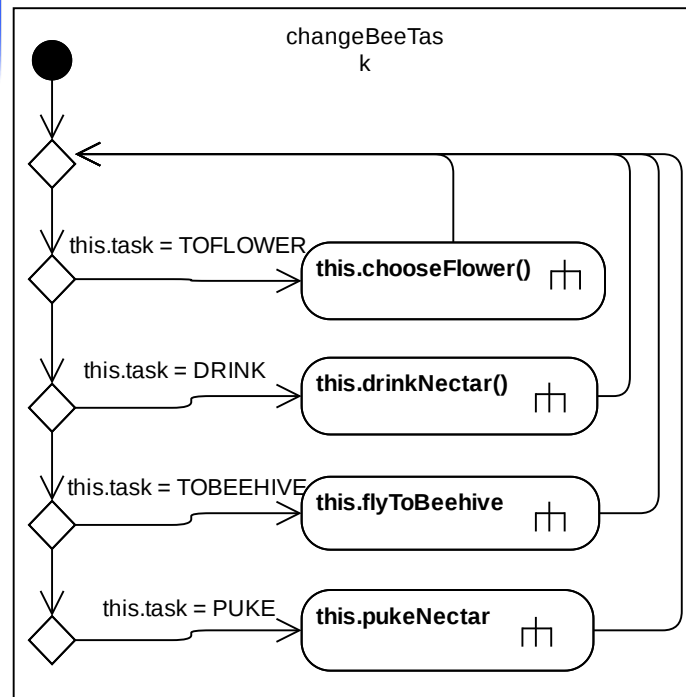 changeBeeTas
k
this.task = TOFLOWER
this.chooseFlower()
this.task = DRINK
this.drinkNectar()
this.task = TOBEEHIVE
this.flyToBeehive
this.task = PUKE
this.pukeNectar